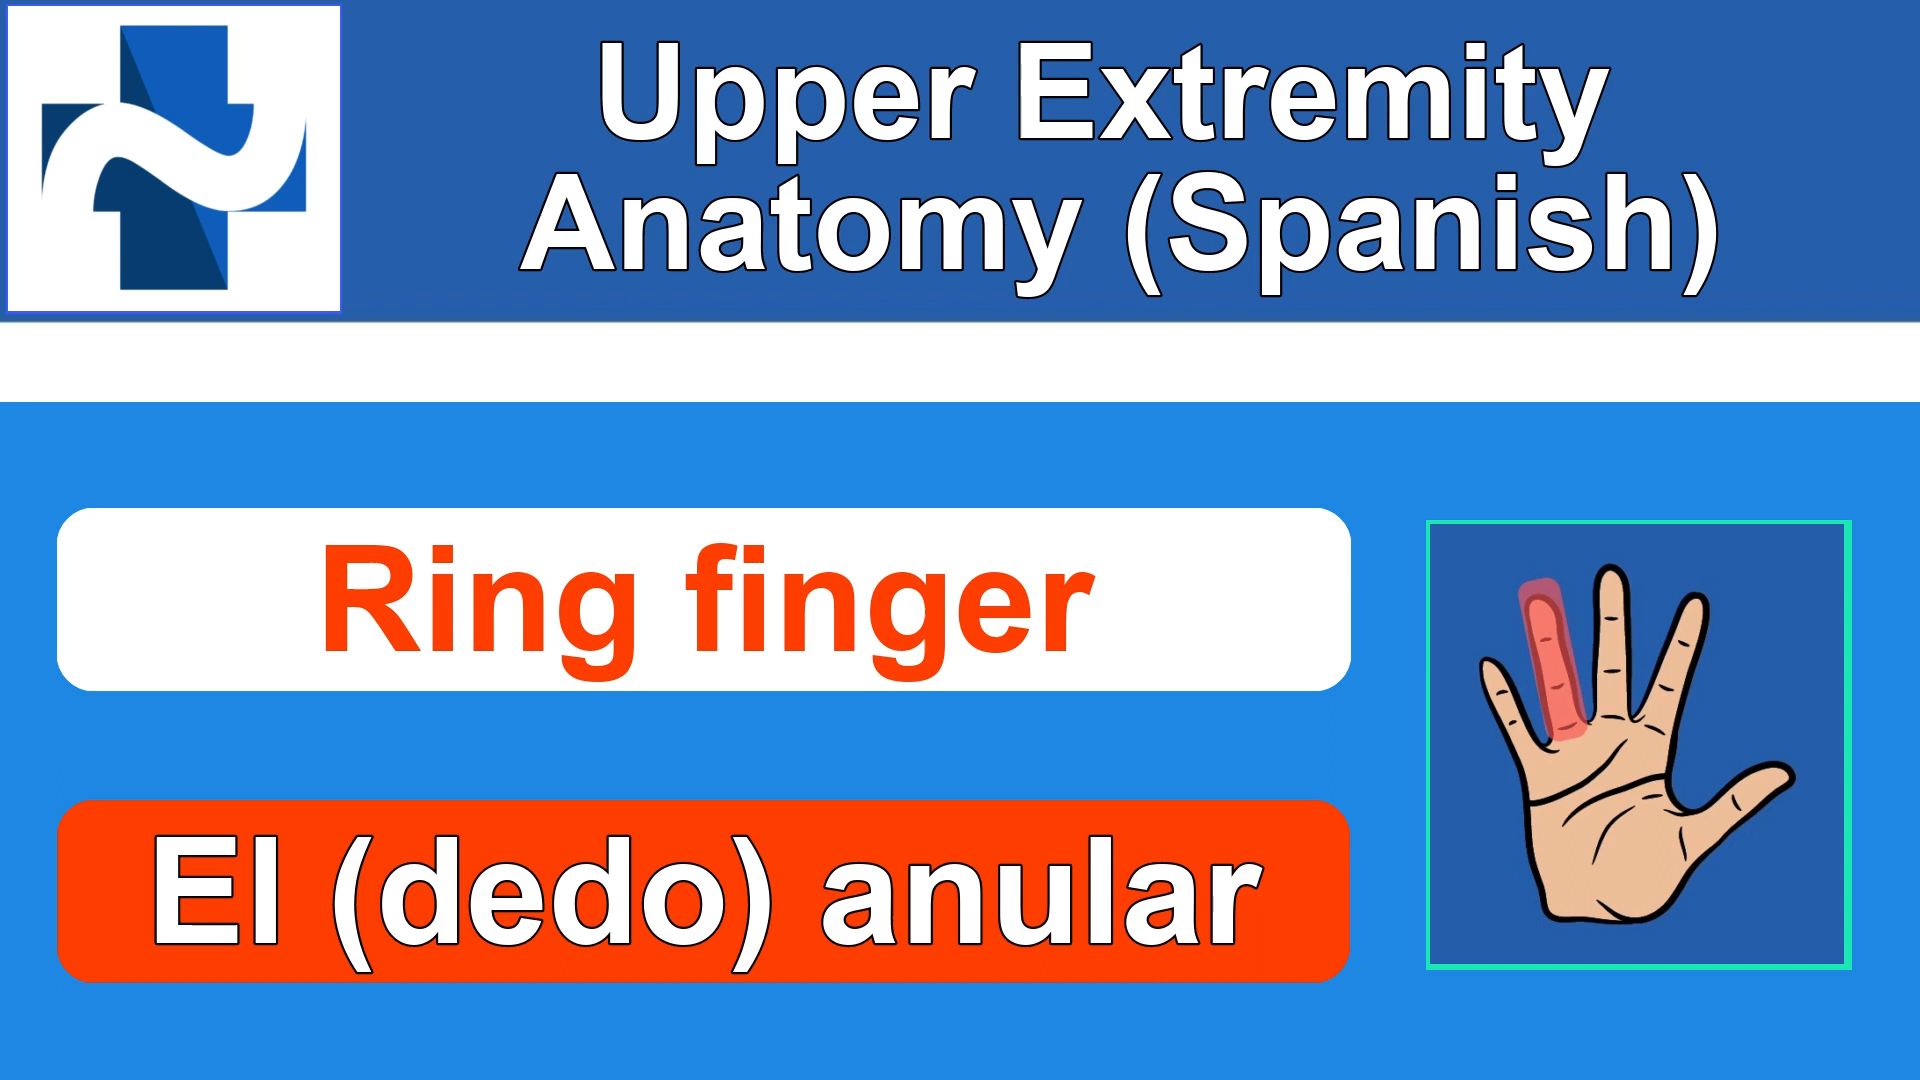 Upper Extremity
Anatomy (Spanish)
Ring finger
El (dedo) anular